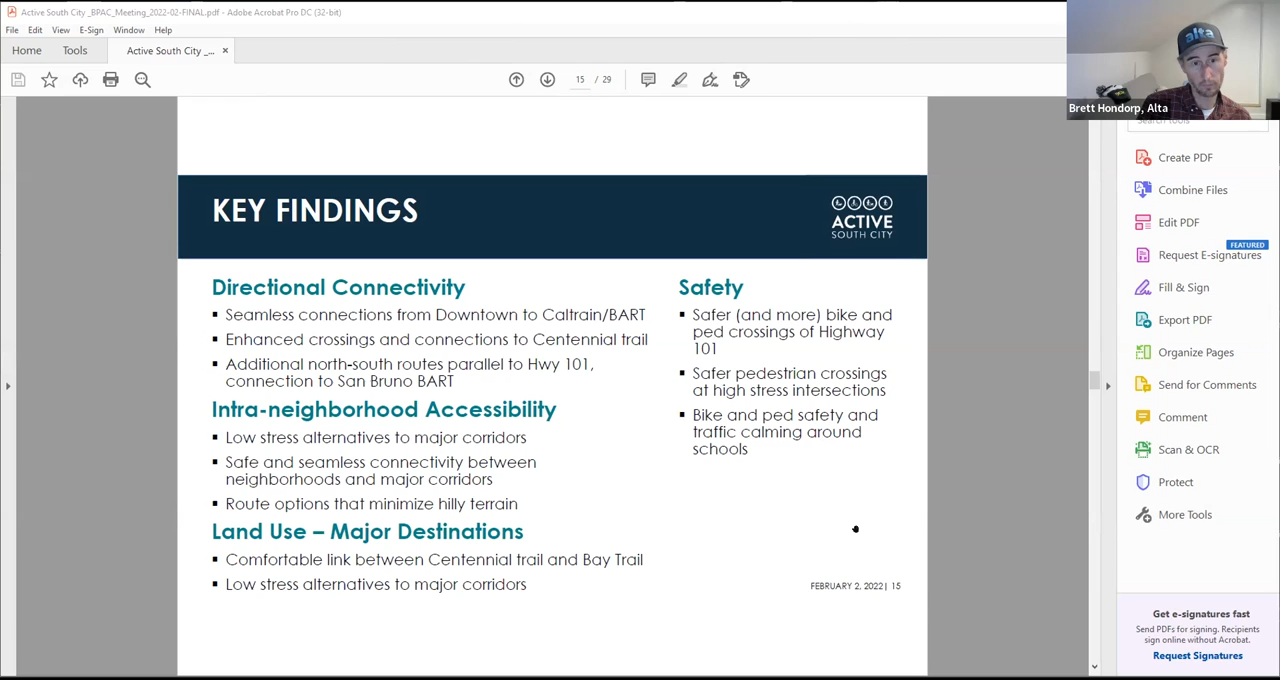 Active South City _BPAC_Meeting_2022-02-FINAL.pdf - Adobe Acrobat Pro DC (32-bit)
File Edit View E-Sign Window Help
Home Tools Active South City _... ×
15 / 29
alta
Brett Hondorp, Alta
Search tools
KEY FINDINGS
ACTIVE
SOUTH CITY
Directional Connectivity
▪ Seamless connections from Downtown to Caltrain/BART
▪ Enhanced crossings and connections to Centennial trail
▪ Additional north-south routes parallel to Hwy 101,
connection to San Bruno BART
Intra-neighborhood Accessibility
▪ Low stress alternatives to major corridors
▪ Safe and seamless connectivity between
neighborhoods and major corridors
▪ Route options that minimize hilly terrain
Land Use – Major Destinations
▪ Comfortable link between Centennial trail and Bay Trail
▪ Low stress alternatives to major corridors
Safety
▪ Safer (and more) bike and
ped crossings of Highway
101
▪ Safer pedestrian crossings
at high stress intersections
▪ Bike and ped safety and
traffic calming around
schools
FEBRUARY 2, 2022| 15
Create PDF
Combine Files
Edit PDF
FEATURED
Request E-signatures
Fill & Sign
Export PDF
Organize Pages
Send for Comments
Comment
Scan & OCR
Protect
More Tools
Get e-signatures fast
Send PDFs for signing. Recipients
sign online without Acrobat.
Request Signatures